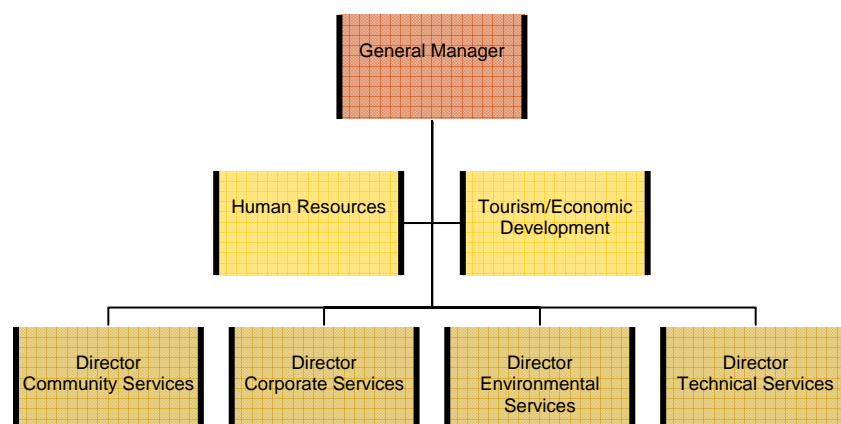 General Manager
Human Resources
Tourism/Economic
Development
Director
Community Services
Director
Corporate Services
Director
Environmental
Services
Director
Technical Services